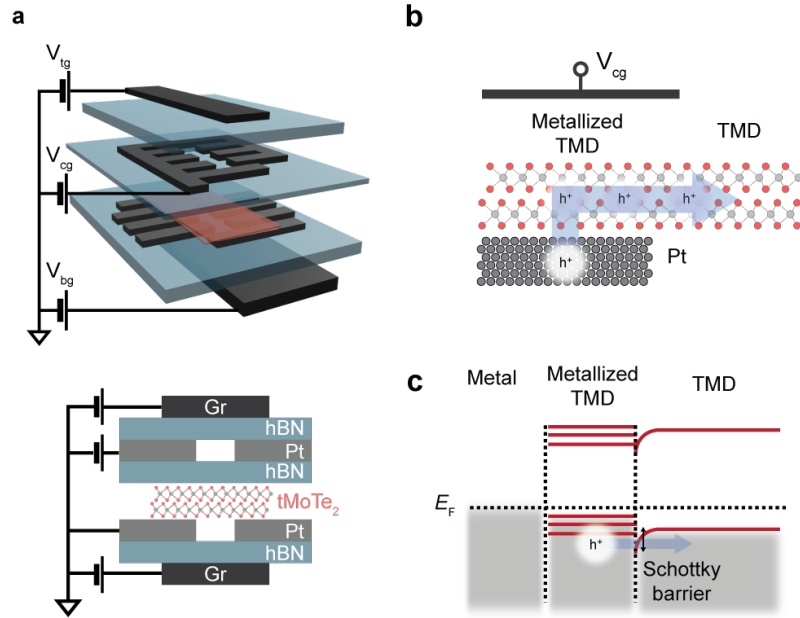 a
V_tg
V_cg
V_bg
Gr
hBN
Pt
hBN
tMoTe₂
Pt
hBN
Gr
b
V_cg
Metallized
TMD
TMD
h⁺
h⁺
h⁺
h⁺
Pt
c
Metal
Metallized
TMD
TMD
E_F
h⁺
Schottky
barrier